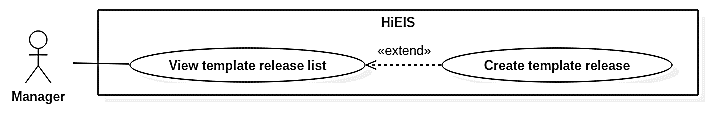 HiEIS
«extend»
View template release list
Create template release
Manager